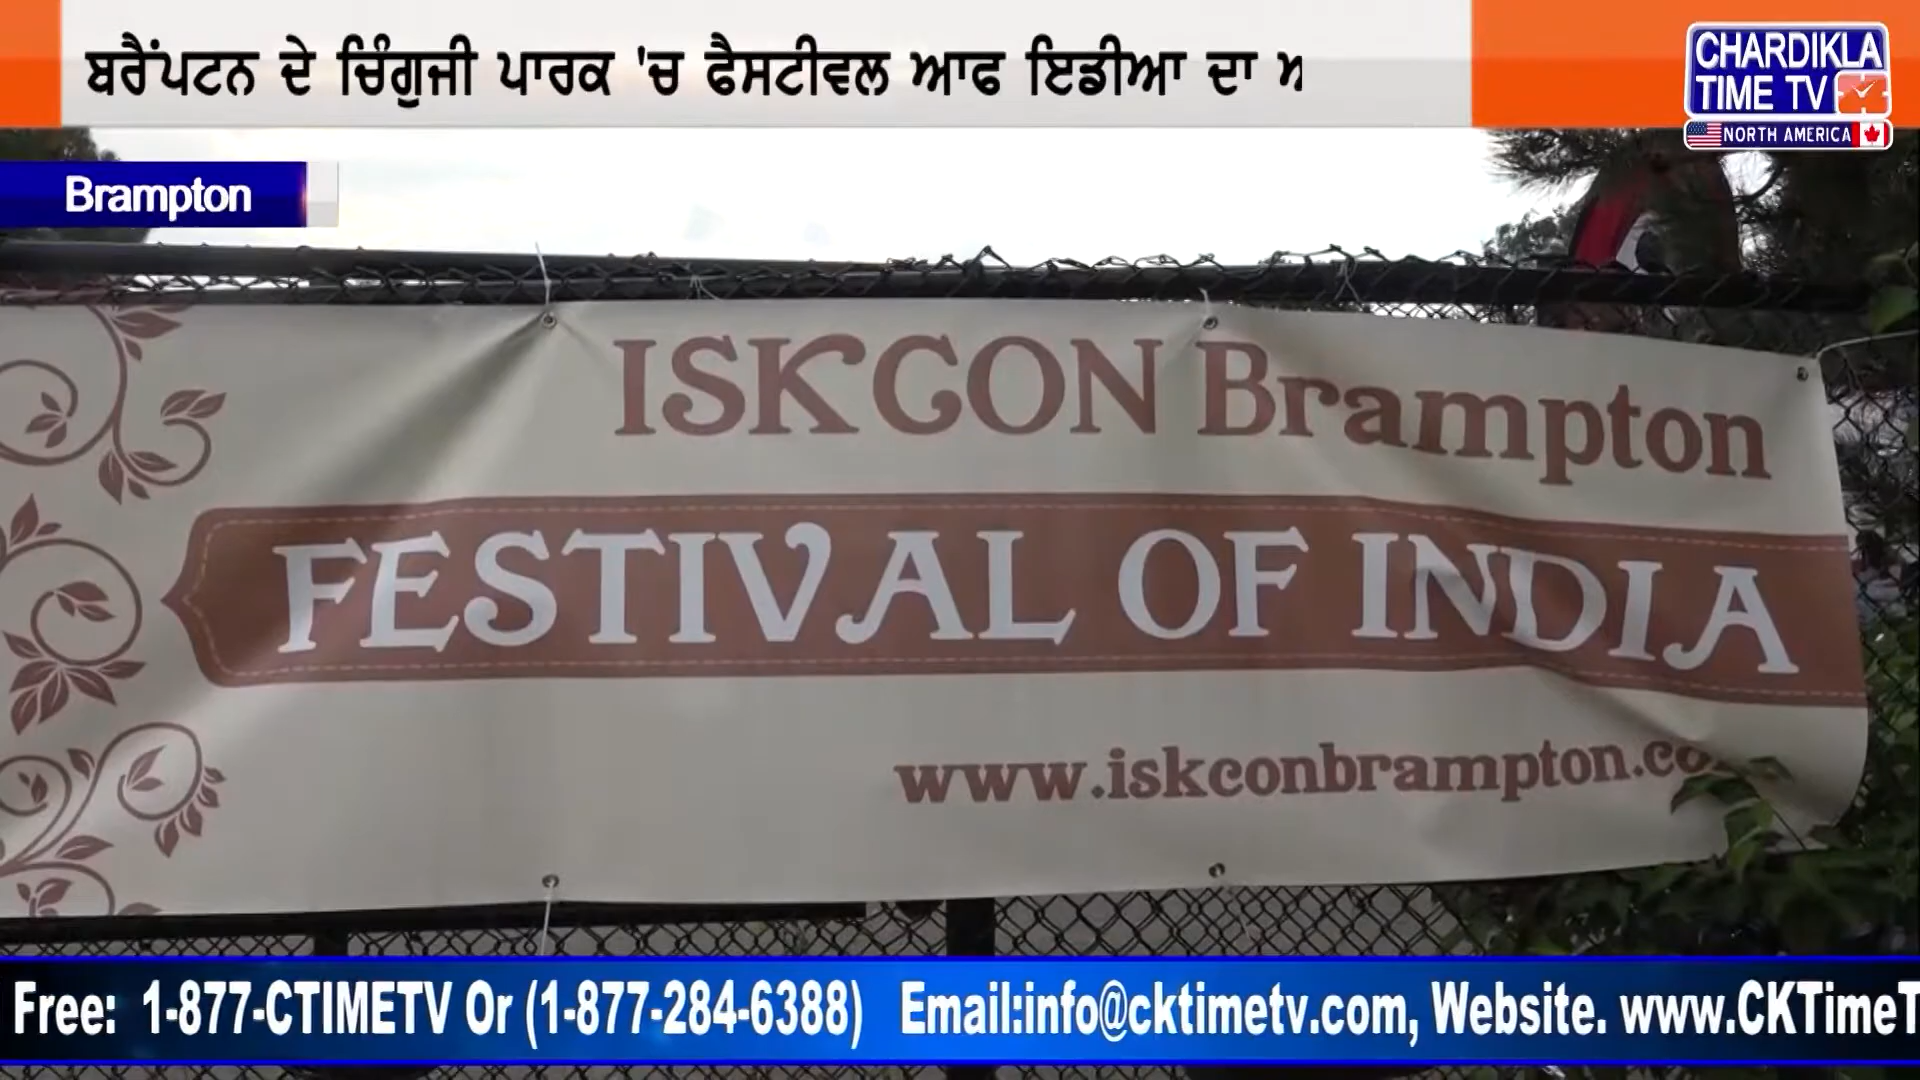 ਬਰੈਂਪਟਨ ਦੇ ਚਿੰਗੁਜੀ ਪਾਰਕ 'ਚ ਫੈਸਟੀਵਲ ਆਫ ਇਡੀਆ ਦਾ
CHARDIKLA
TIME TV
NORTH AMERICA
Brampton
ISKCON Brampton
FESTIVAL OF INDIA
www.iskconbrampton.co
Free: 1-877-CTIMETV Or (1-877-284-6388) Email:info@cktimetv.com, Website. www.CKTimeT